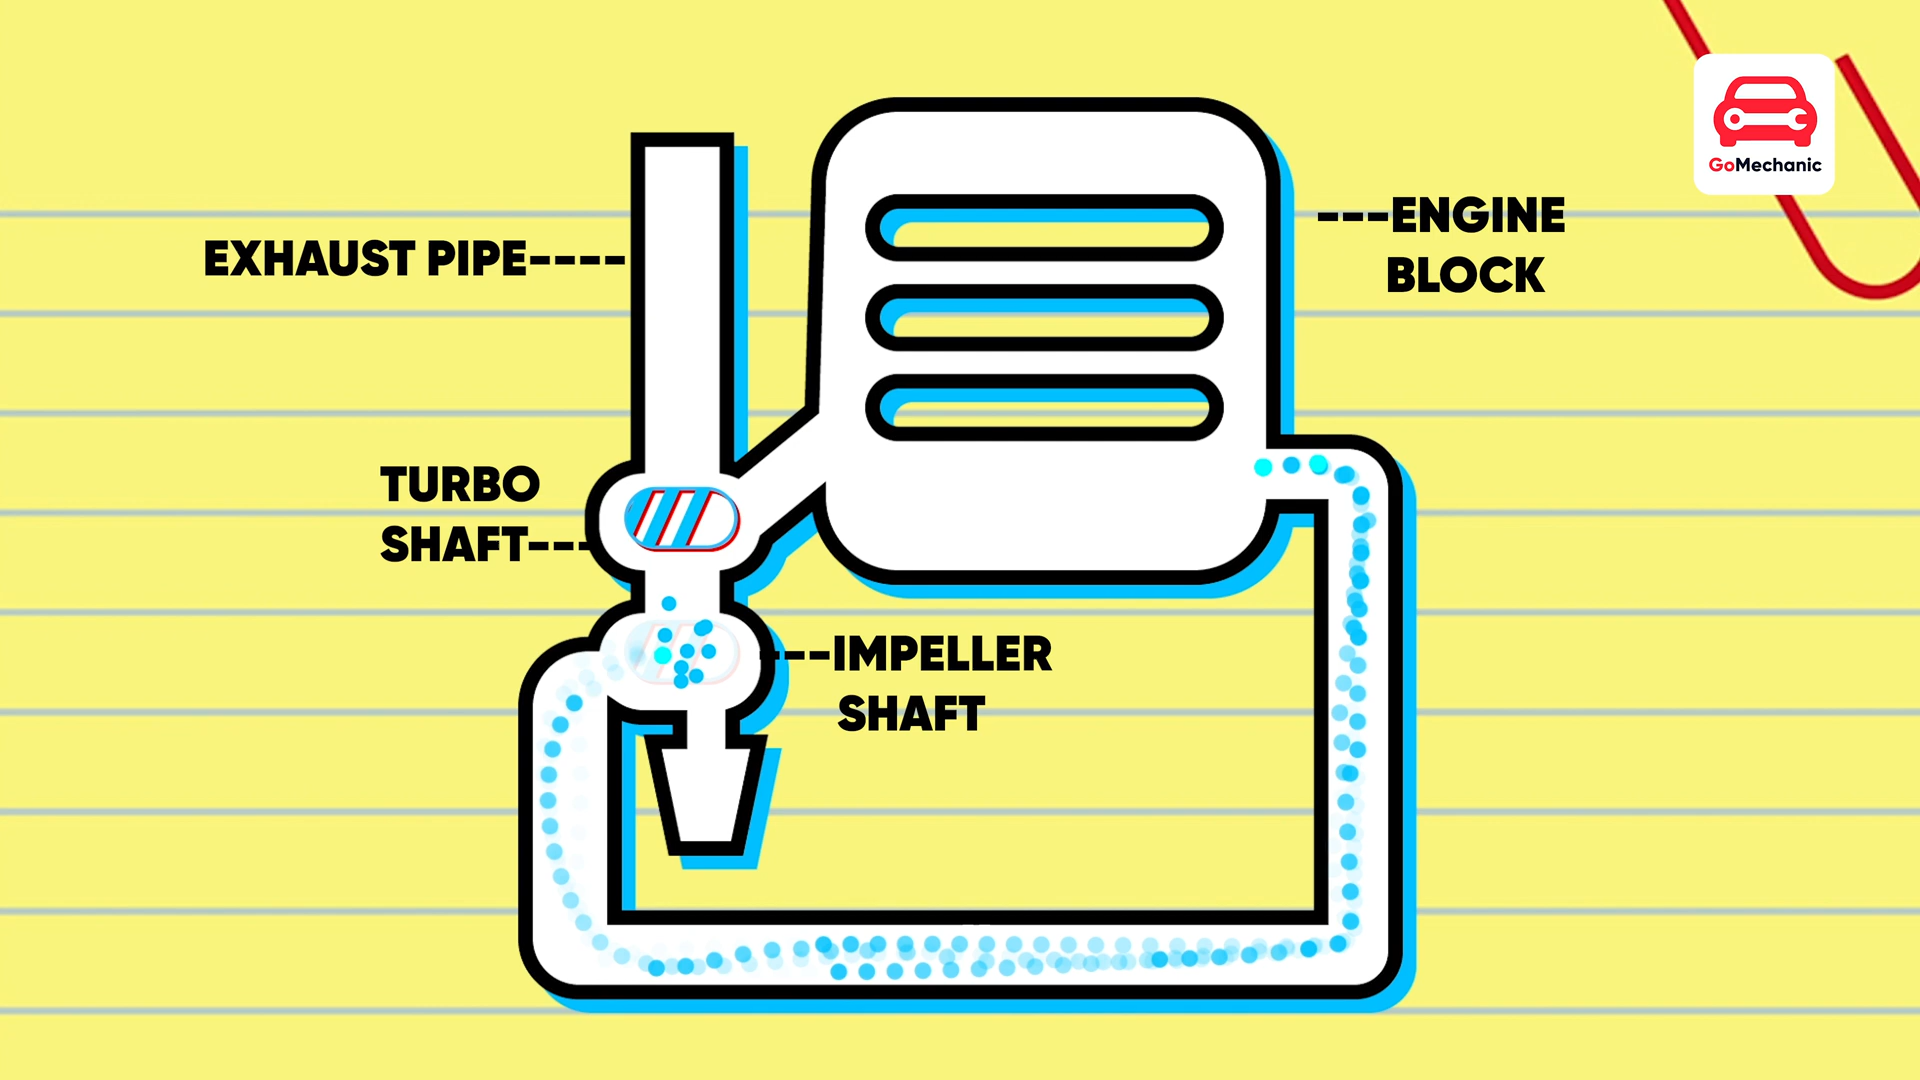 GoMechanic
---ENGINE
BLOCK
EXHAUST PIPE----
TURBO
SHAFT---
---IMPELLER
SHAFT